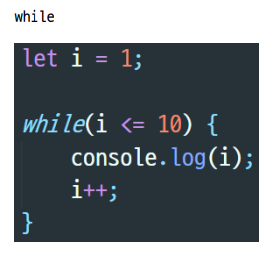 while
let i = 1;
while(i <= 10) {
    console.log(i);
    i++;
}